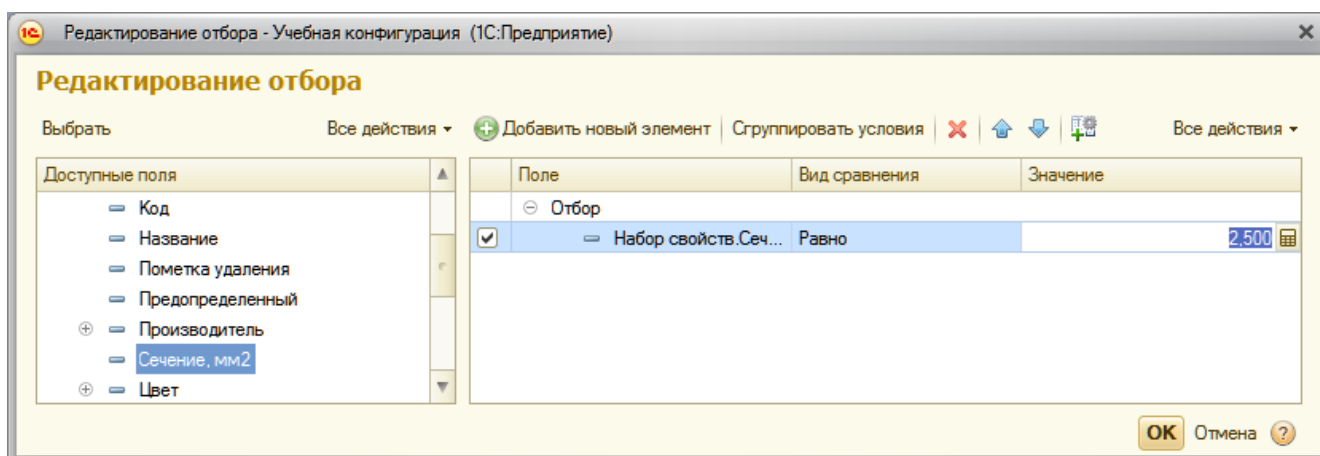 Редактирование отбора - Учебная конфигурация (1С:Предприятие)
Редактирование отбора
Выбрать Все действия Добавить новый элемент Сгруппировать условия Все действия
Доступные поля Поле Вид сравнения Значение
Код Отбор
Название Набор свойств.Сеч... Равно 2,500
Пометка удаления
Предопределенный
Производитель
Сечение, мм2
Цвет
ОК Отмена ?